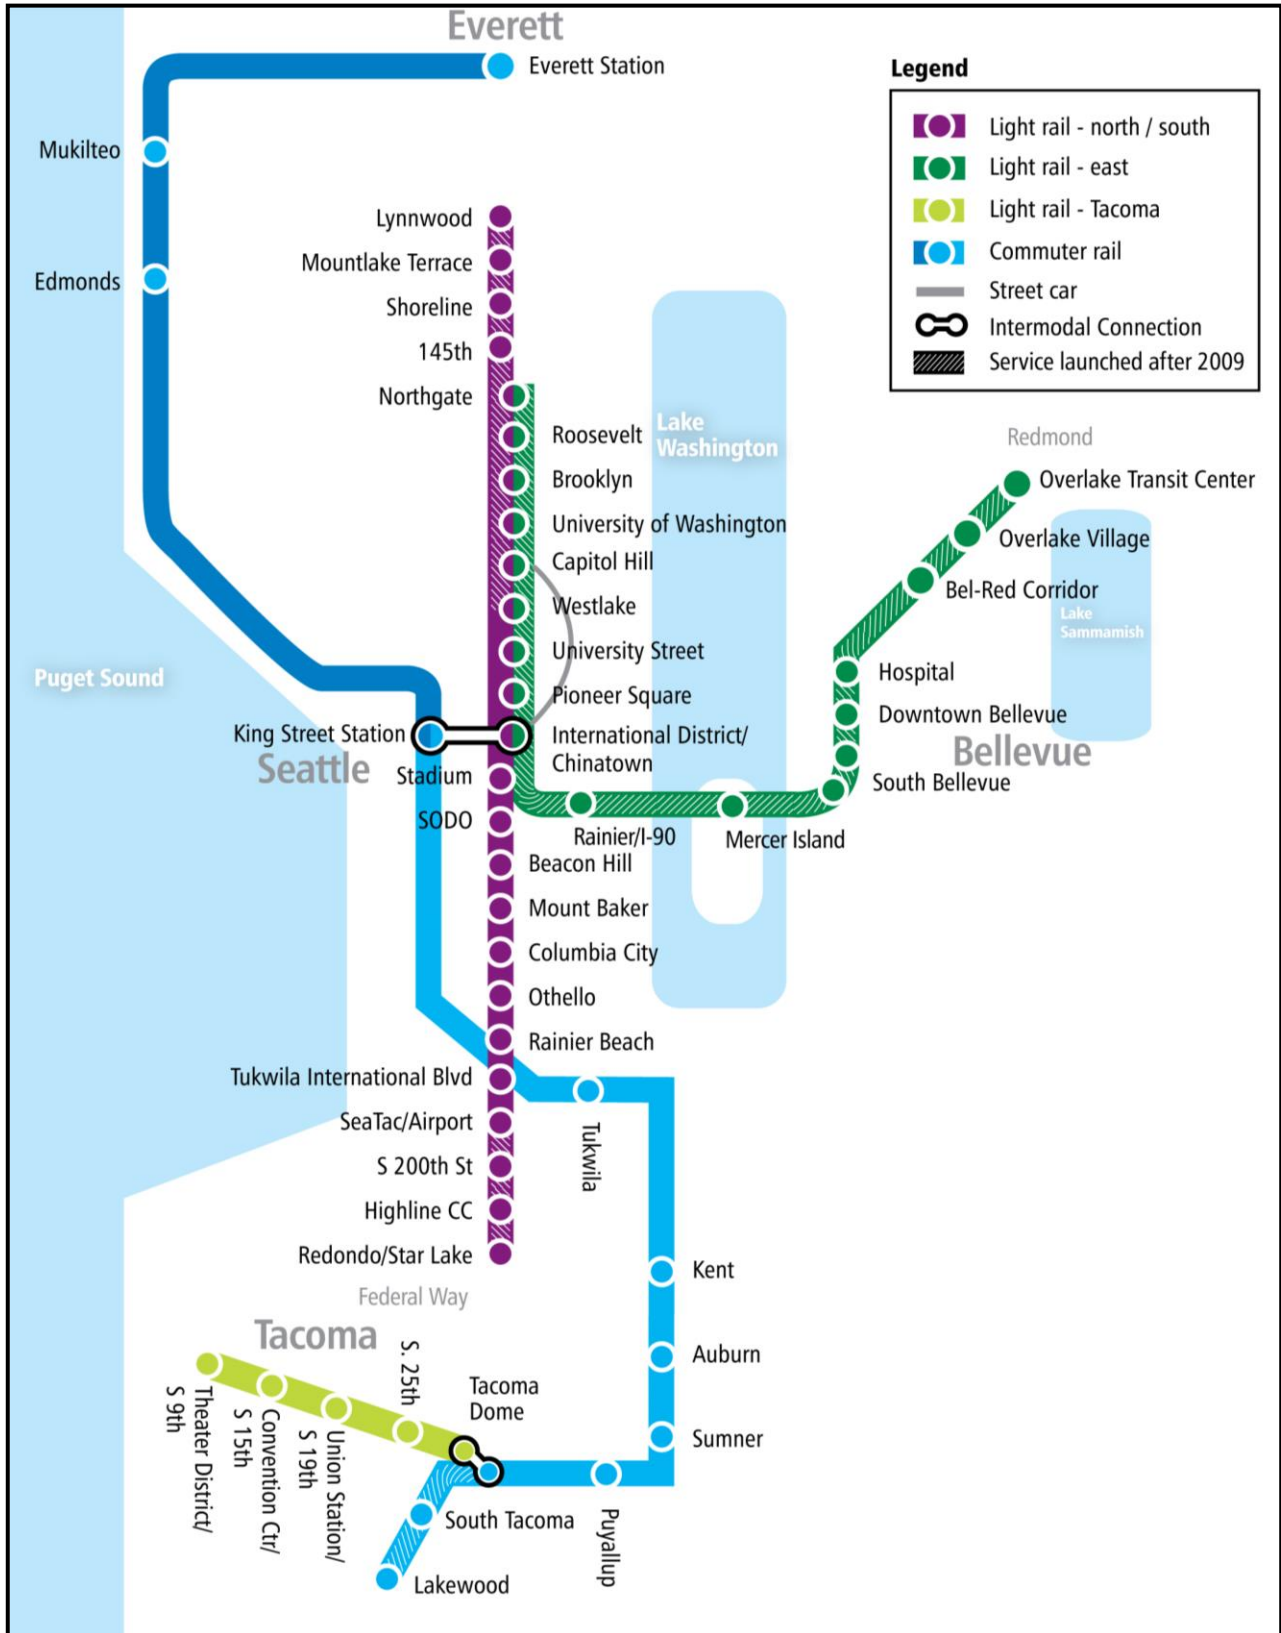 Everett
Everett Station
Legend
Light rail - north / south
Light rail - east
Light rail - Tacoma
Commuter rail
Street car
Intermodal Connection
Service launched after 2009
Mukilteo
Edmonds
Lynnwood
Mountlake Terrace
Shoreline
145th
Northgate
Roosevelt
Brooklyn
University of Washington
Capitol Hill
Westlake
University Street
Pioneer Square
International District/
Chinatown
Lake
Washington
Redmond
Overlake Transit Center
Overlake Village
Bel-Red Corridor
Lake
Sammamish
Hospital
Downtown Bellevue
Bellevue
South Bellevue
Puget Sound
King Street Station
Seattle
Stadium
SODO
Rainier/I-90
Mercer Island
Beacon Hill
Mount Baker
Columbia City
Othello
Rainier Beach
Tukwila International Blvd
SeaTac/Airport
S 200th St
Highline CC
Redondo/Star Lake
Federal Way
Tukwila
Kent
Auburn
Sumner
Tacoma
Theater District/
S 9th
Convention Ctr/
S 15th
Union Station/
S 19th
S. 25th
Tacoma
Dome
South Tacoma
Lakewood
Puyallup